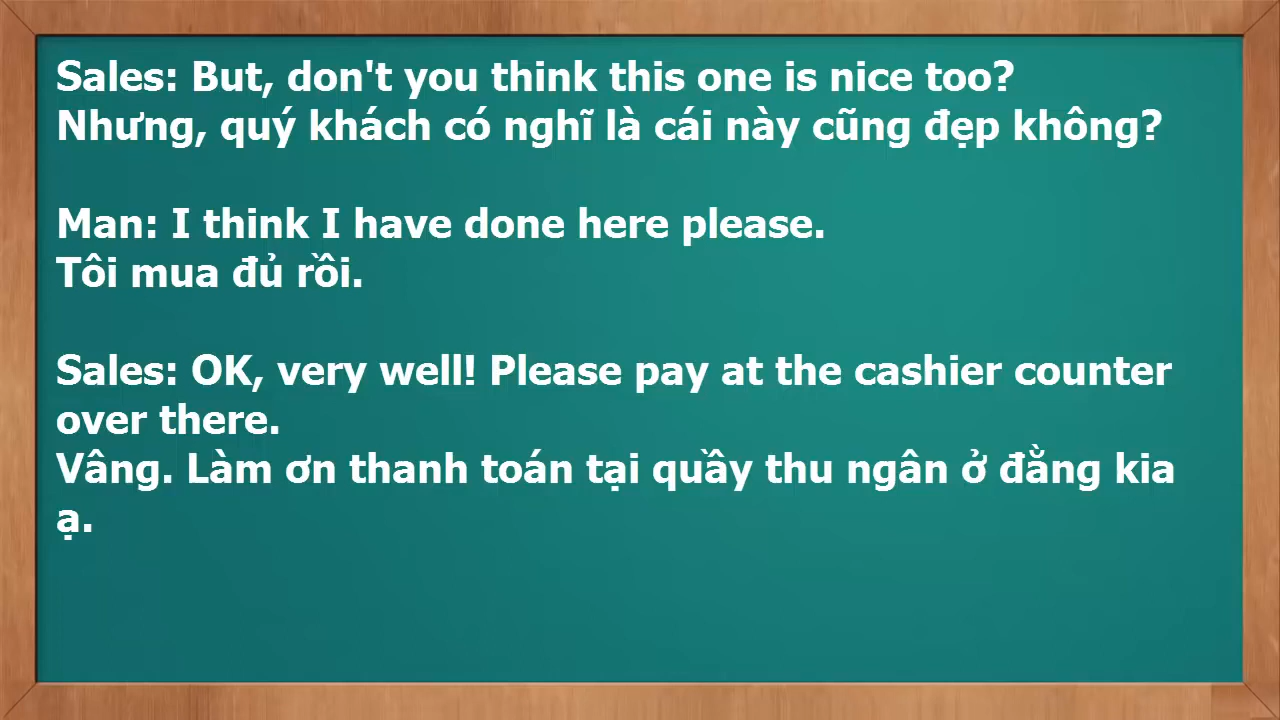 Sales: But, don't you think this one is nice too?
Nhưng, quý khách có nghĩ là cái này cũng đẹp không?
Man: I think I have done here please.
Tôi mua đủ rồi.
Sales: OK, very well! Please pay at the cashier counter
over there.
Vâng. Làm ơn thanh toán tại quầy thu ngân ở đằng kia
ạ.